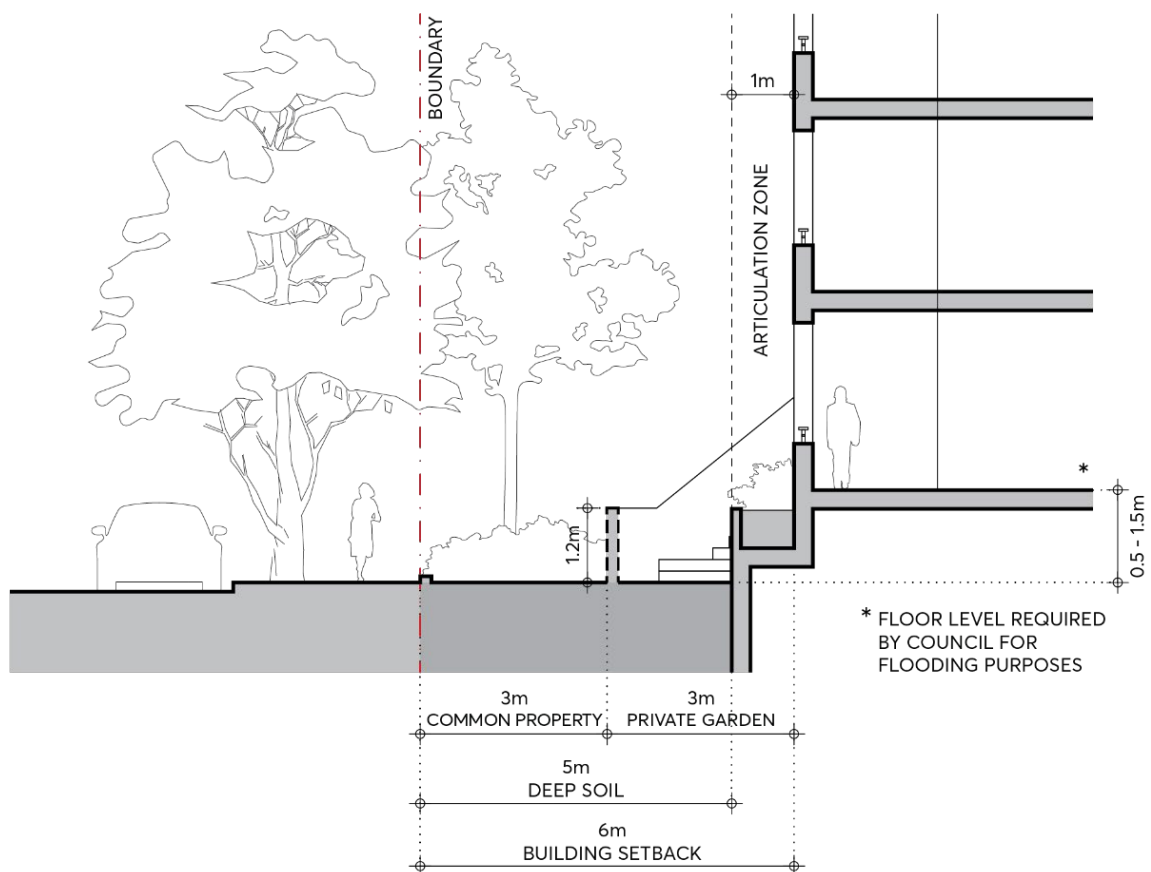 BOUNDARY
1m
ARTICULATION ZONE
*
1.2m
0.5 - 1.5m
* FLOOR LEVEL REQUIRED
BY COUNCIL FOR
FLOODING PURPOSES
3m
COMMON PROPERTY
3m
PRIVATE GARDEN
5m
DEEP SOIL
6m
BUILDING SETBACK